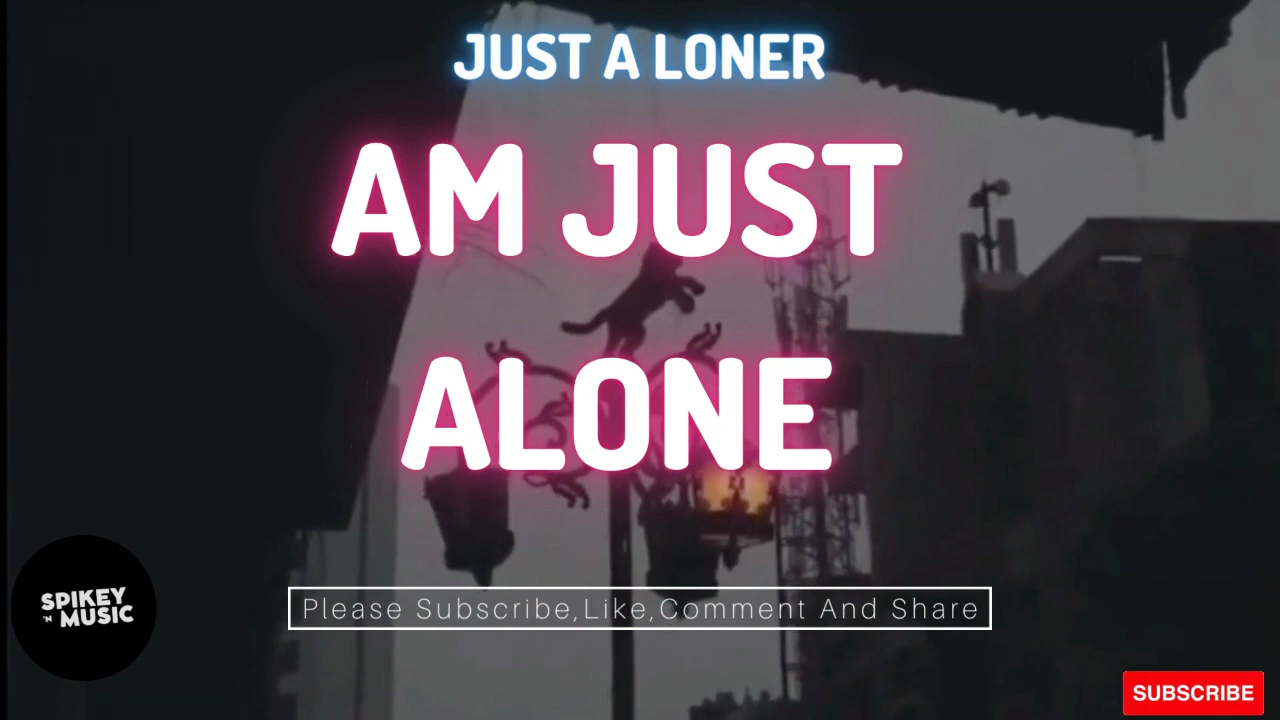 JUST A LONER
AM JUST
ALONE
SPIKEY
'N MUSIC
Please Subscribe,Like,Comment And Share
SUBSCRIBE